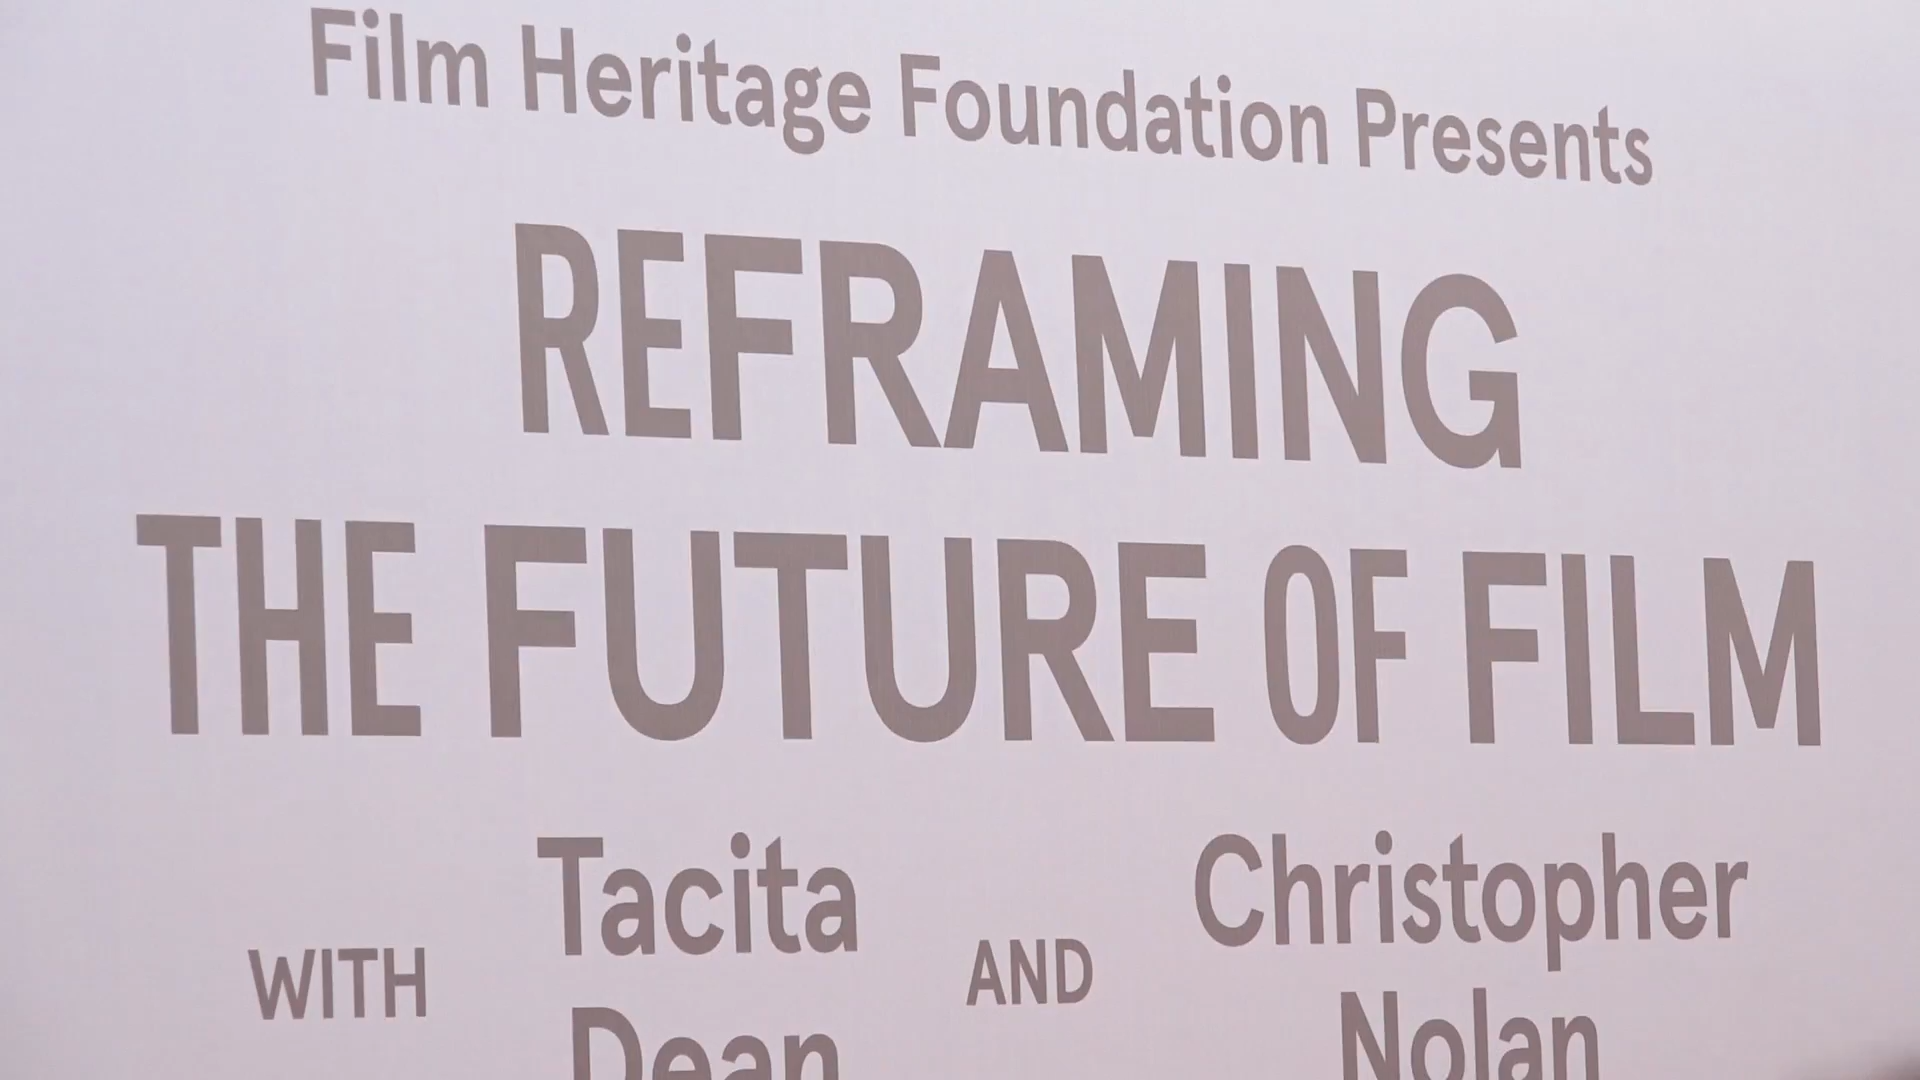 Film Heritage Foundation Presents
REFRAMING
THE FUTURE OF FILM
WITH Tacita Dean AND Christopher Nolan